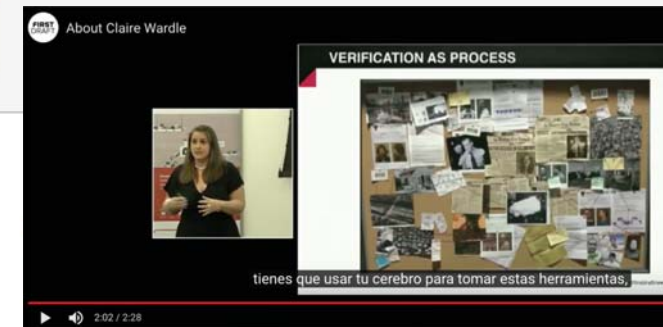 FIRST
DRAFT
About Claire Wardle
VERIFICATION AS PROCESS
tienes que usar tu cerebro para tomar estas herramientas,
2:02 / 2:28